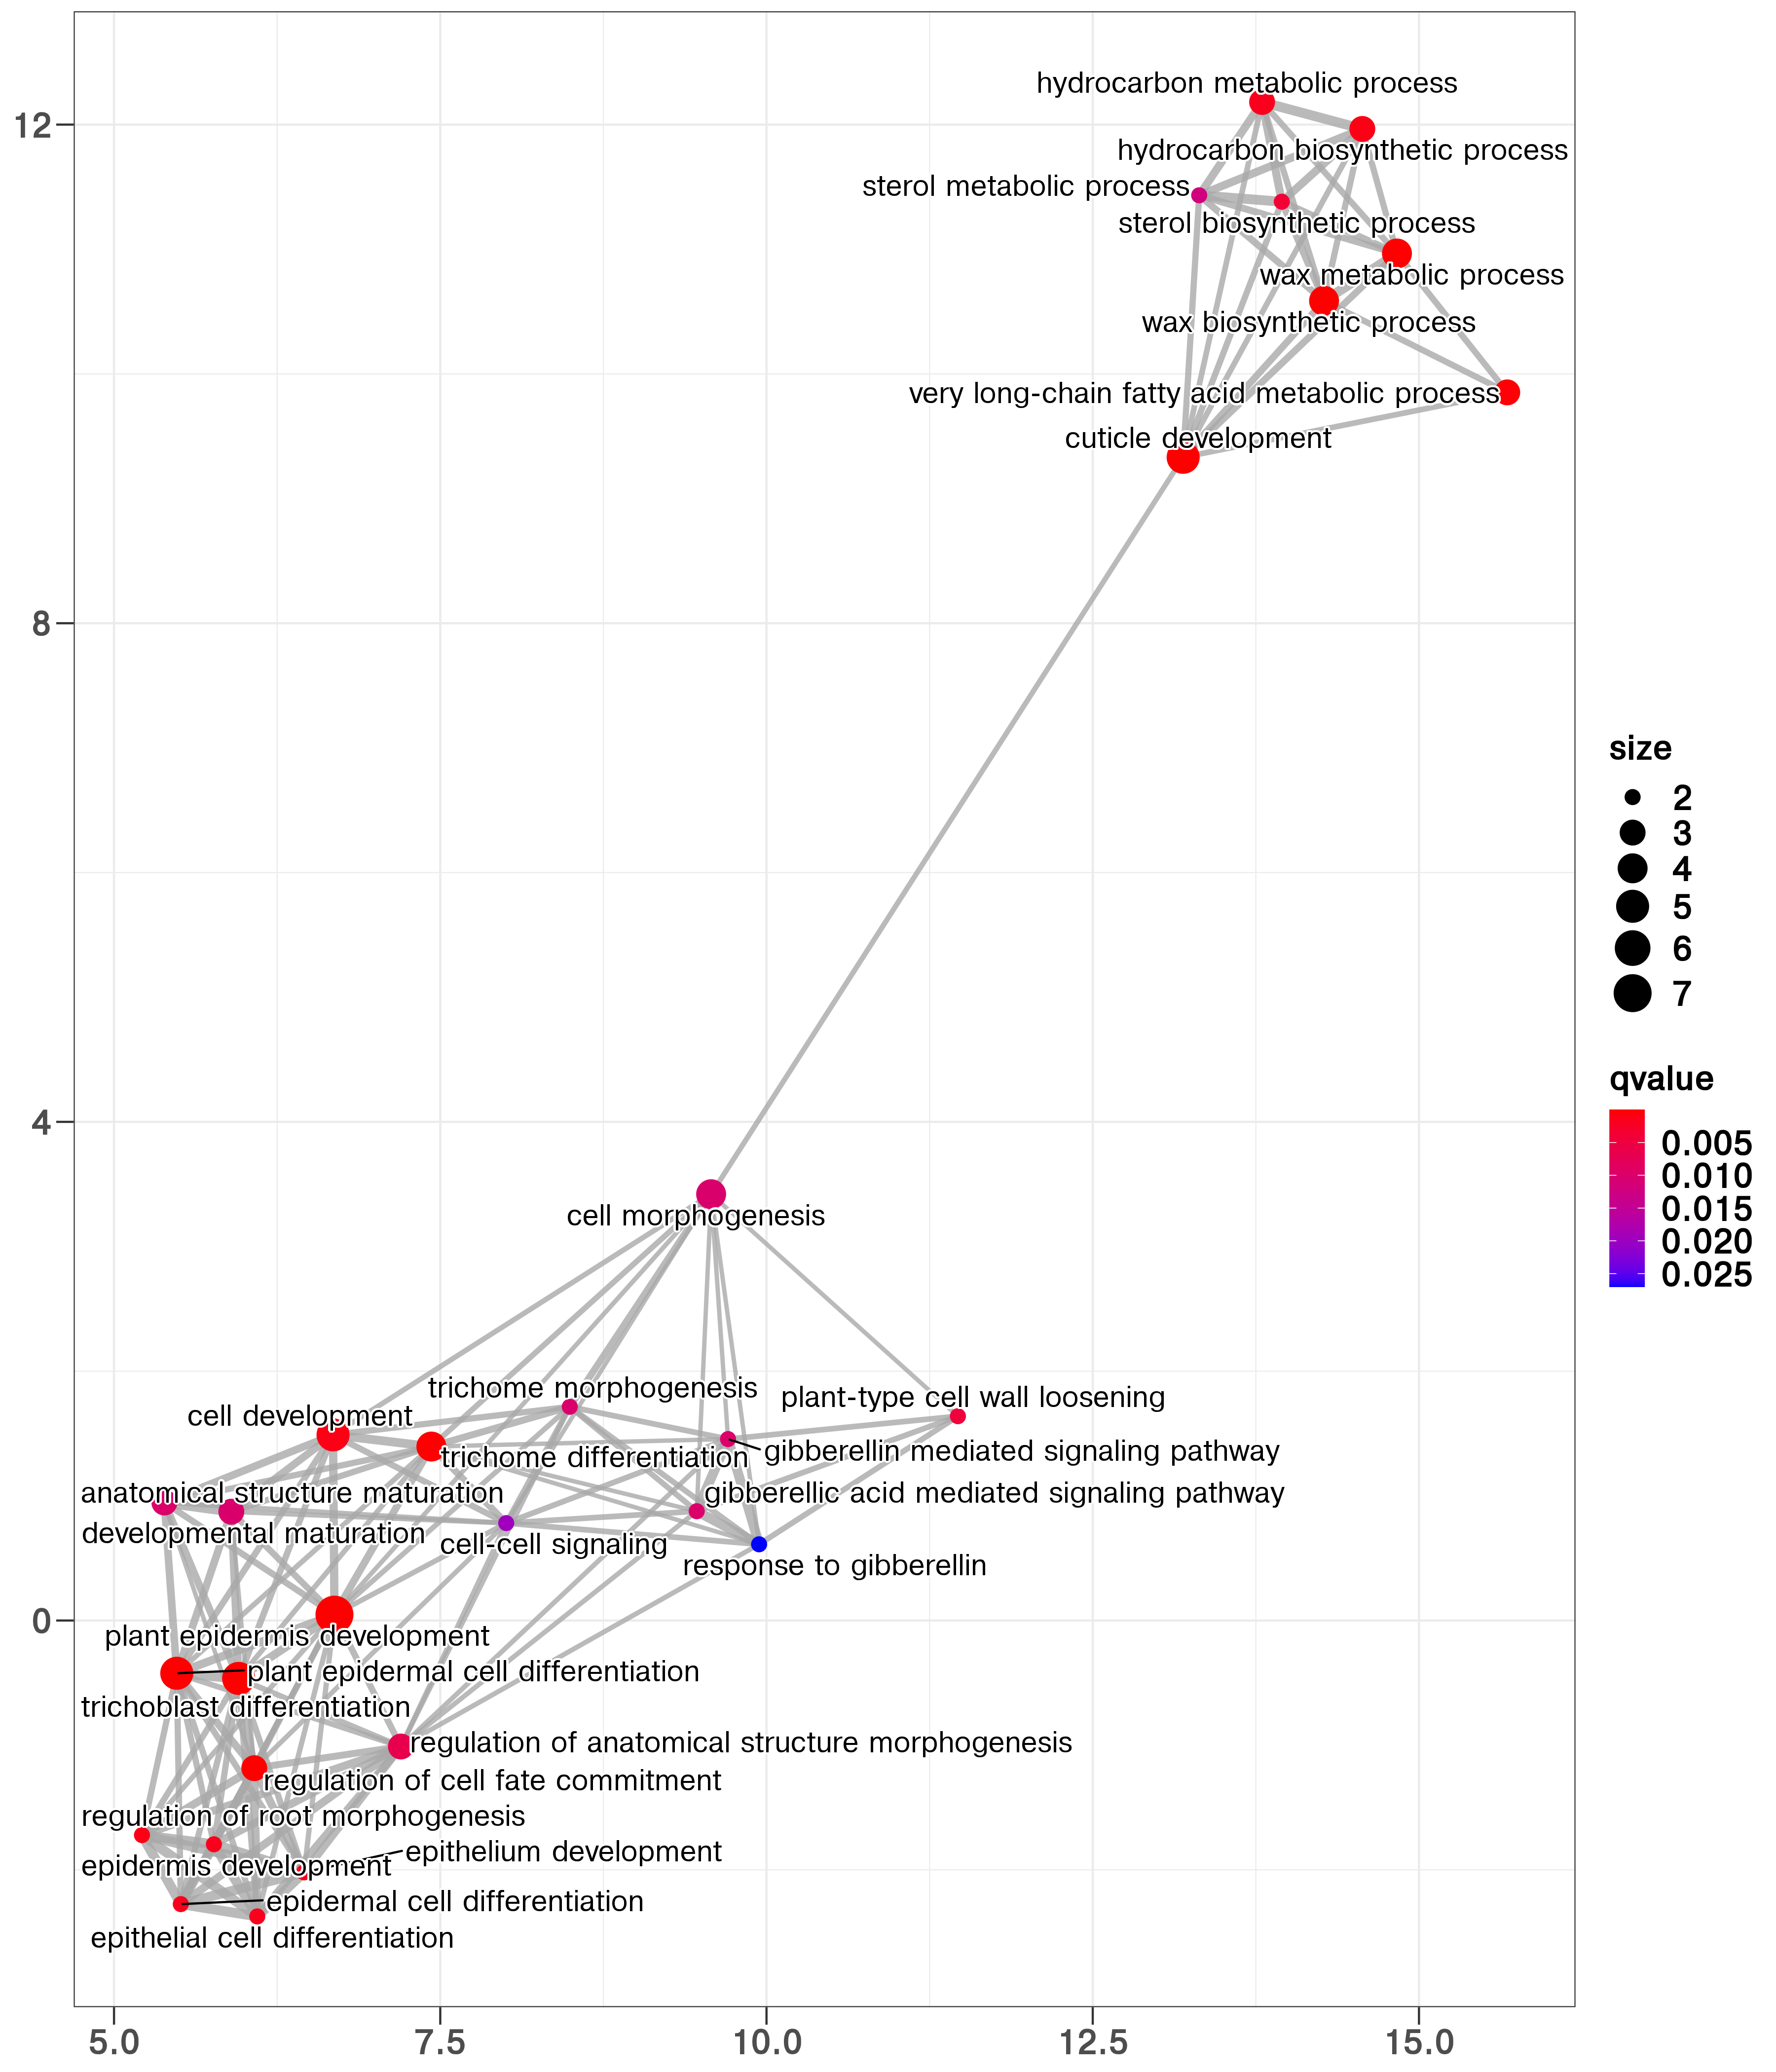 hydrocarbon metabolic process
12
hydrocarbon biosynthetic process
sterol metabolic process
sterol biosynthetic process
wax metabolic process
wax biosynthetic process
very long-chain fatty acid metabolic process
cuticle development
8
size
2
3
4
5
6
7
qvalue
0.005
0.010
0.015
0.020
0.025
4
cell morphogenesis
trichome morphogenesis
plant-type cell wall loosening
cell development
trichome differentiation
gibberellin mediated signaling pathway
anatomical structure maturation
gibberellic acid mediated signaling pathway
developmental maturation
cell-cell signaling
response to gibberellin
0
plant epidermis development
plant epidermal cell differentiation
trichoblast differentiation
regulation of anatomical structure morphogenesis
regulation of cell fate commitment
regulation of root morphogenesis
epithelium development
epidermis development
epidermal cell differentiation
epithelial cell differentiation
5.0
7.5
10.0
12.5
15.0